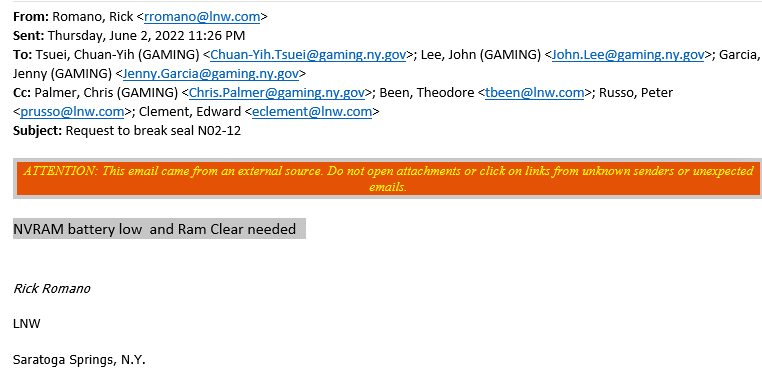 From: Romano, Rick <rromano@lnw.com>
Sent: Thursday, June 2, 2022 11:26 PM
To: Tsuei, Chuan-Yih (GAMING) <Chuan-Yih.Tsuei@gaming.ny.gov>; Lee, John (GAMING) <John.Lee@gaming.ny.gov>; Garcia,
Jenny (GAMING) <Jenny.Garcia@gaming.ny.gov>
Cc: Palmer, Chris (GAMING) <Chris.Palmer@gaming.ny.gov>; Been, Theodore <tbeen@lnw.com>; Russo, Peter
<prusso@lnw.com>; Clement, Edward <eclement@lnw.com>
Subject: Request to break seal N02-12
ATTENTION: This email came from an external source. Do not open attachments or click on links from unknown senders or unexpected
emails.
NVRAM battery low  and Ram Clear needed
Rick Romano
LNW
Saratoga Springs, N.Y.